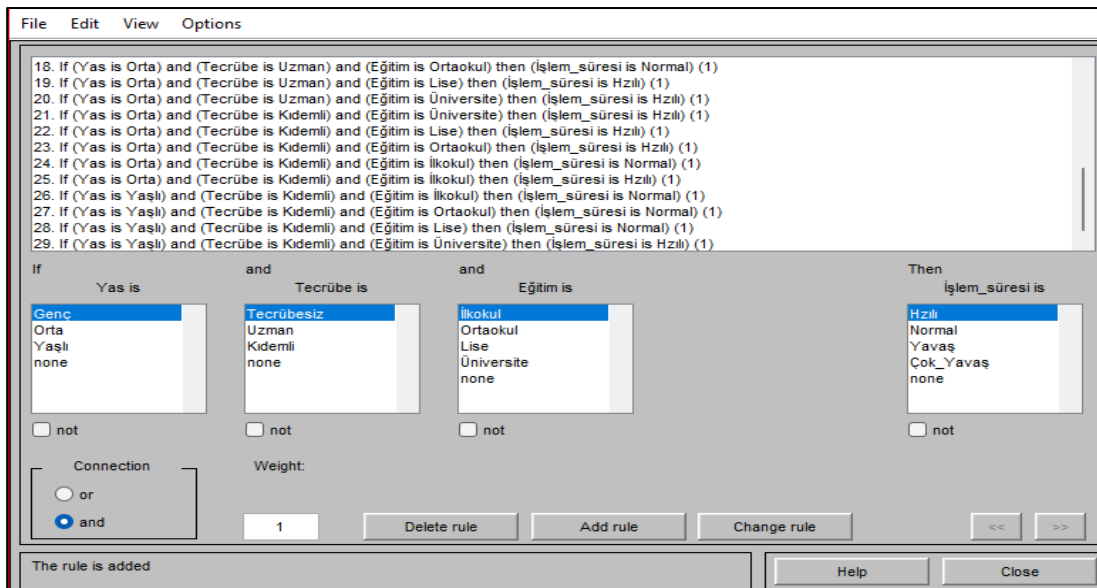 File Edit View Options
18. If (Yas is Orta) and (Tecrübe is Uzman) and (Eğitim is Ortaokul) then (İşlem_süresi is Normal) (1)
19. If (Yas is Orta) and (Tecrübe is Uzman) and (Eğitim is Lise) then (İşlem_süresi is Hzılı) (1)
20. If (Yas is Orta) and (Tecrübe is Uzman) and (Eğitim is Üniversite) then (İşlem_süresi is Hzılı) (1)
21. If (Yas is Orta) and (Tecrübe is Kıdemli) and (Eğitim is Üniversite) then (İşlem_süresi is Hzılı) (1)
22. If (Yas is Orta) and (Tecrübe is Kıdemli) and (Eğitim is Lise) then (İşlem_süresi is Hzılı) (1)
23. If (Yas is Orta) and (Tecrübe is Kıdemli) and (Eğitim is Ortaokul) then (İşlem_süresi is Hzılı) (1)
24. If (Yas is Orta) and (Tecrübe is Kıdemli) and (Eğitim is İlkokul) then (İşlem_süresi is Normal) (1)
25. If (Yas is Orta) and (Tecrübe is Kıdemli) and (Eğitim is İlkokul) then (İşlem_süresi is Hzılı) (1)
26. If (Yas is Yaşlı) and (Tecrübe is Kıdemli) and (Eğitim is İlkokul) then (İşlem_süresi is Normal) (1)
27. If (Yas is Yaşlı) and (Tecrübe is Kıdemli) and (Eğitim is Ortaokul) then (İşlem_süresi is Normal) (1)
28. If (Yas is Yaşlı) and (Tecrübe is Kıdemli) and (Eğitim is Lise) then (İşlem_süresi is Normal) (1)
29. If (Yas is Yaşlı) and (Tecrübe is Kıdemli) and (Eğitim is Üniversite) then (İşlem_süresi is Hzılı) (1)
If and and Then
Yas is Tecrübe is Eğitim is İşlem_süresi is
Genç Tecrübesiz İlkokul Hzılı
Orta Uzman Ortaokul Normal
Yaşlı Kıdemli Lise Yavaş
none none Üniversite Çok_Yavaş
none none
not not not not
Connection Weight:
or
and 1 Delete rule Add rule Change rule << >>
The rule is added Help Close